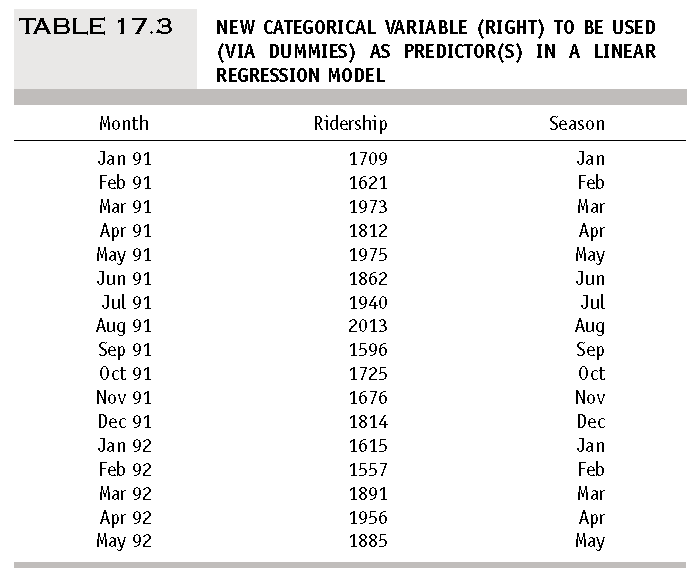 TABLE 17.3
NEW CATEGORICAL VARIABLE (RIGHT) TO BE USED
(VIA DUMMIES) AS PREDICTOR(S) IN A LINEAR
REGRESSION MODEL
Month Ridership Season
Jan 91 1709 Jan
Feb 91 1621 Feb
Mar 91 1973 Mar
Apr 91 1812 Apr
May 91 1975 May
Jun 91 1862 Jun
Jul 91 1940 Jul
Aug 91 2013 Aug
Sep 91 1596 Sep
Oct 91 1725 Oct
Nov 91 1676 Nov
Dec 91 1814 Dec
Jan 92 1615 Jan
Feb 92 1557 Feb
Mar 92 1891 Mar
Apr 92 1956 Apr
May 92 1885 May